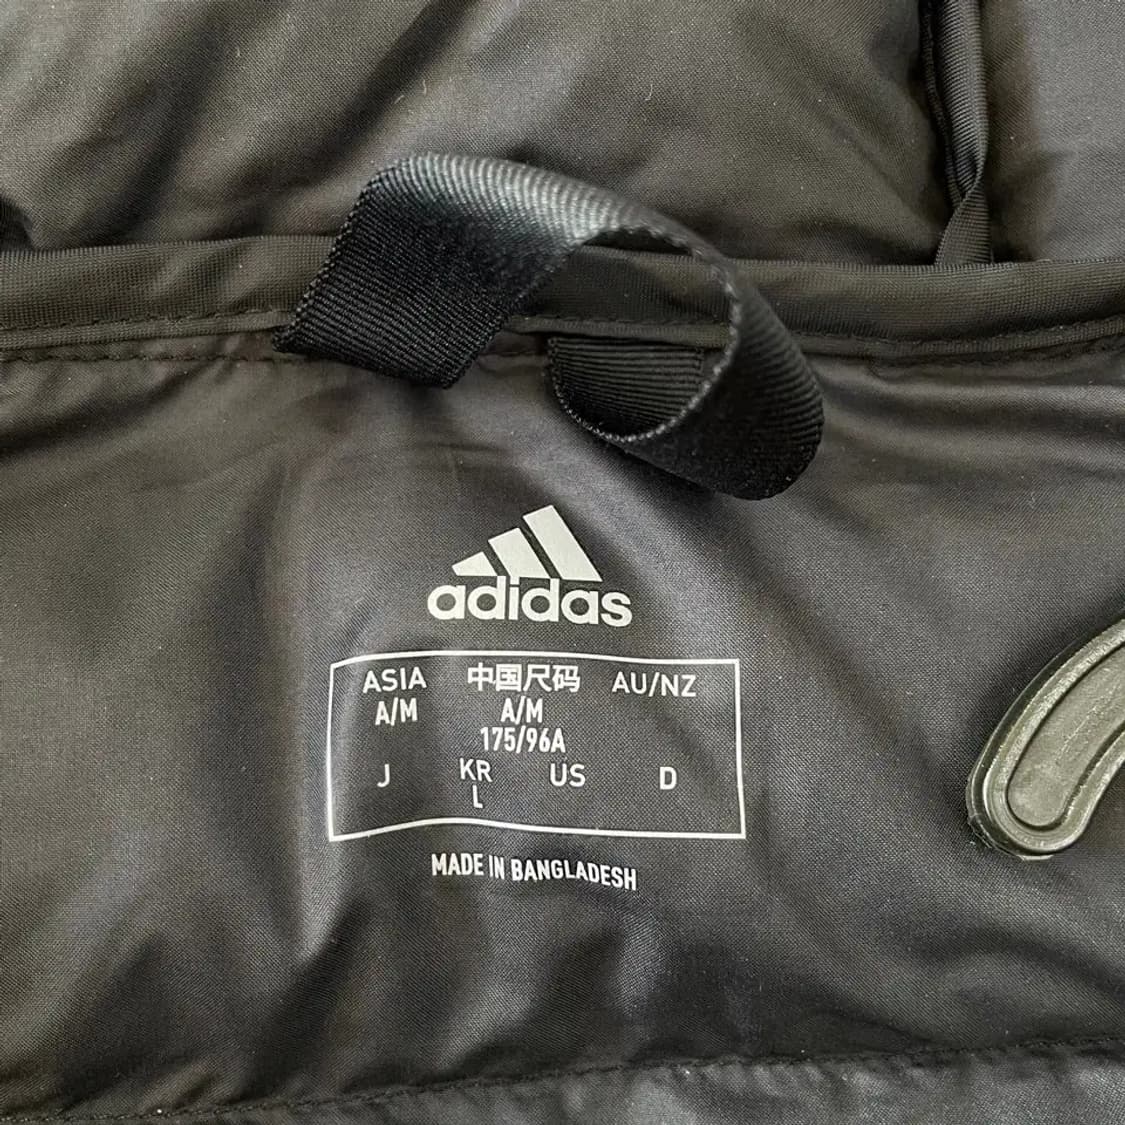 adidas
ASIA 中国尺码 AU/NZ
A/M A/M
175/96A
J KR US D
L
MADE IN BANGLADESH